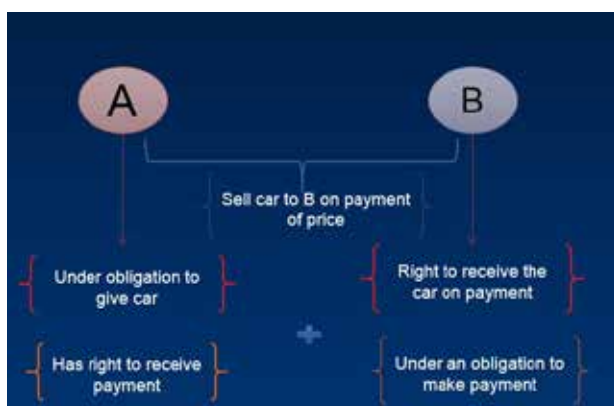 A
B
Sell car to B on payment
of price
Under obligation to
give car
Right to receive the
car on payment
Has right to receive
payment
Under an obligation to
make payment